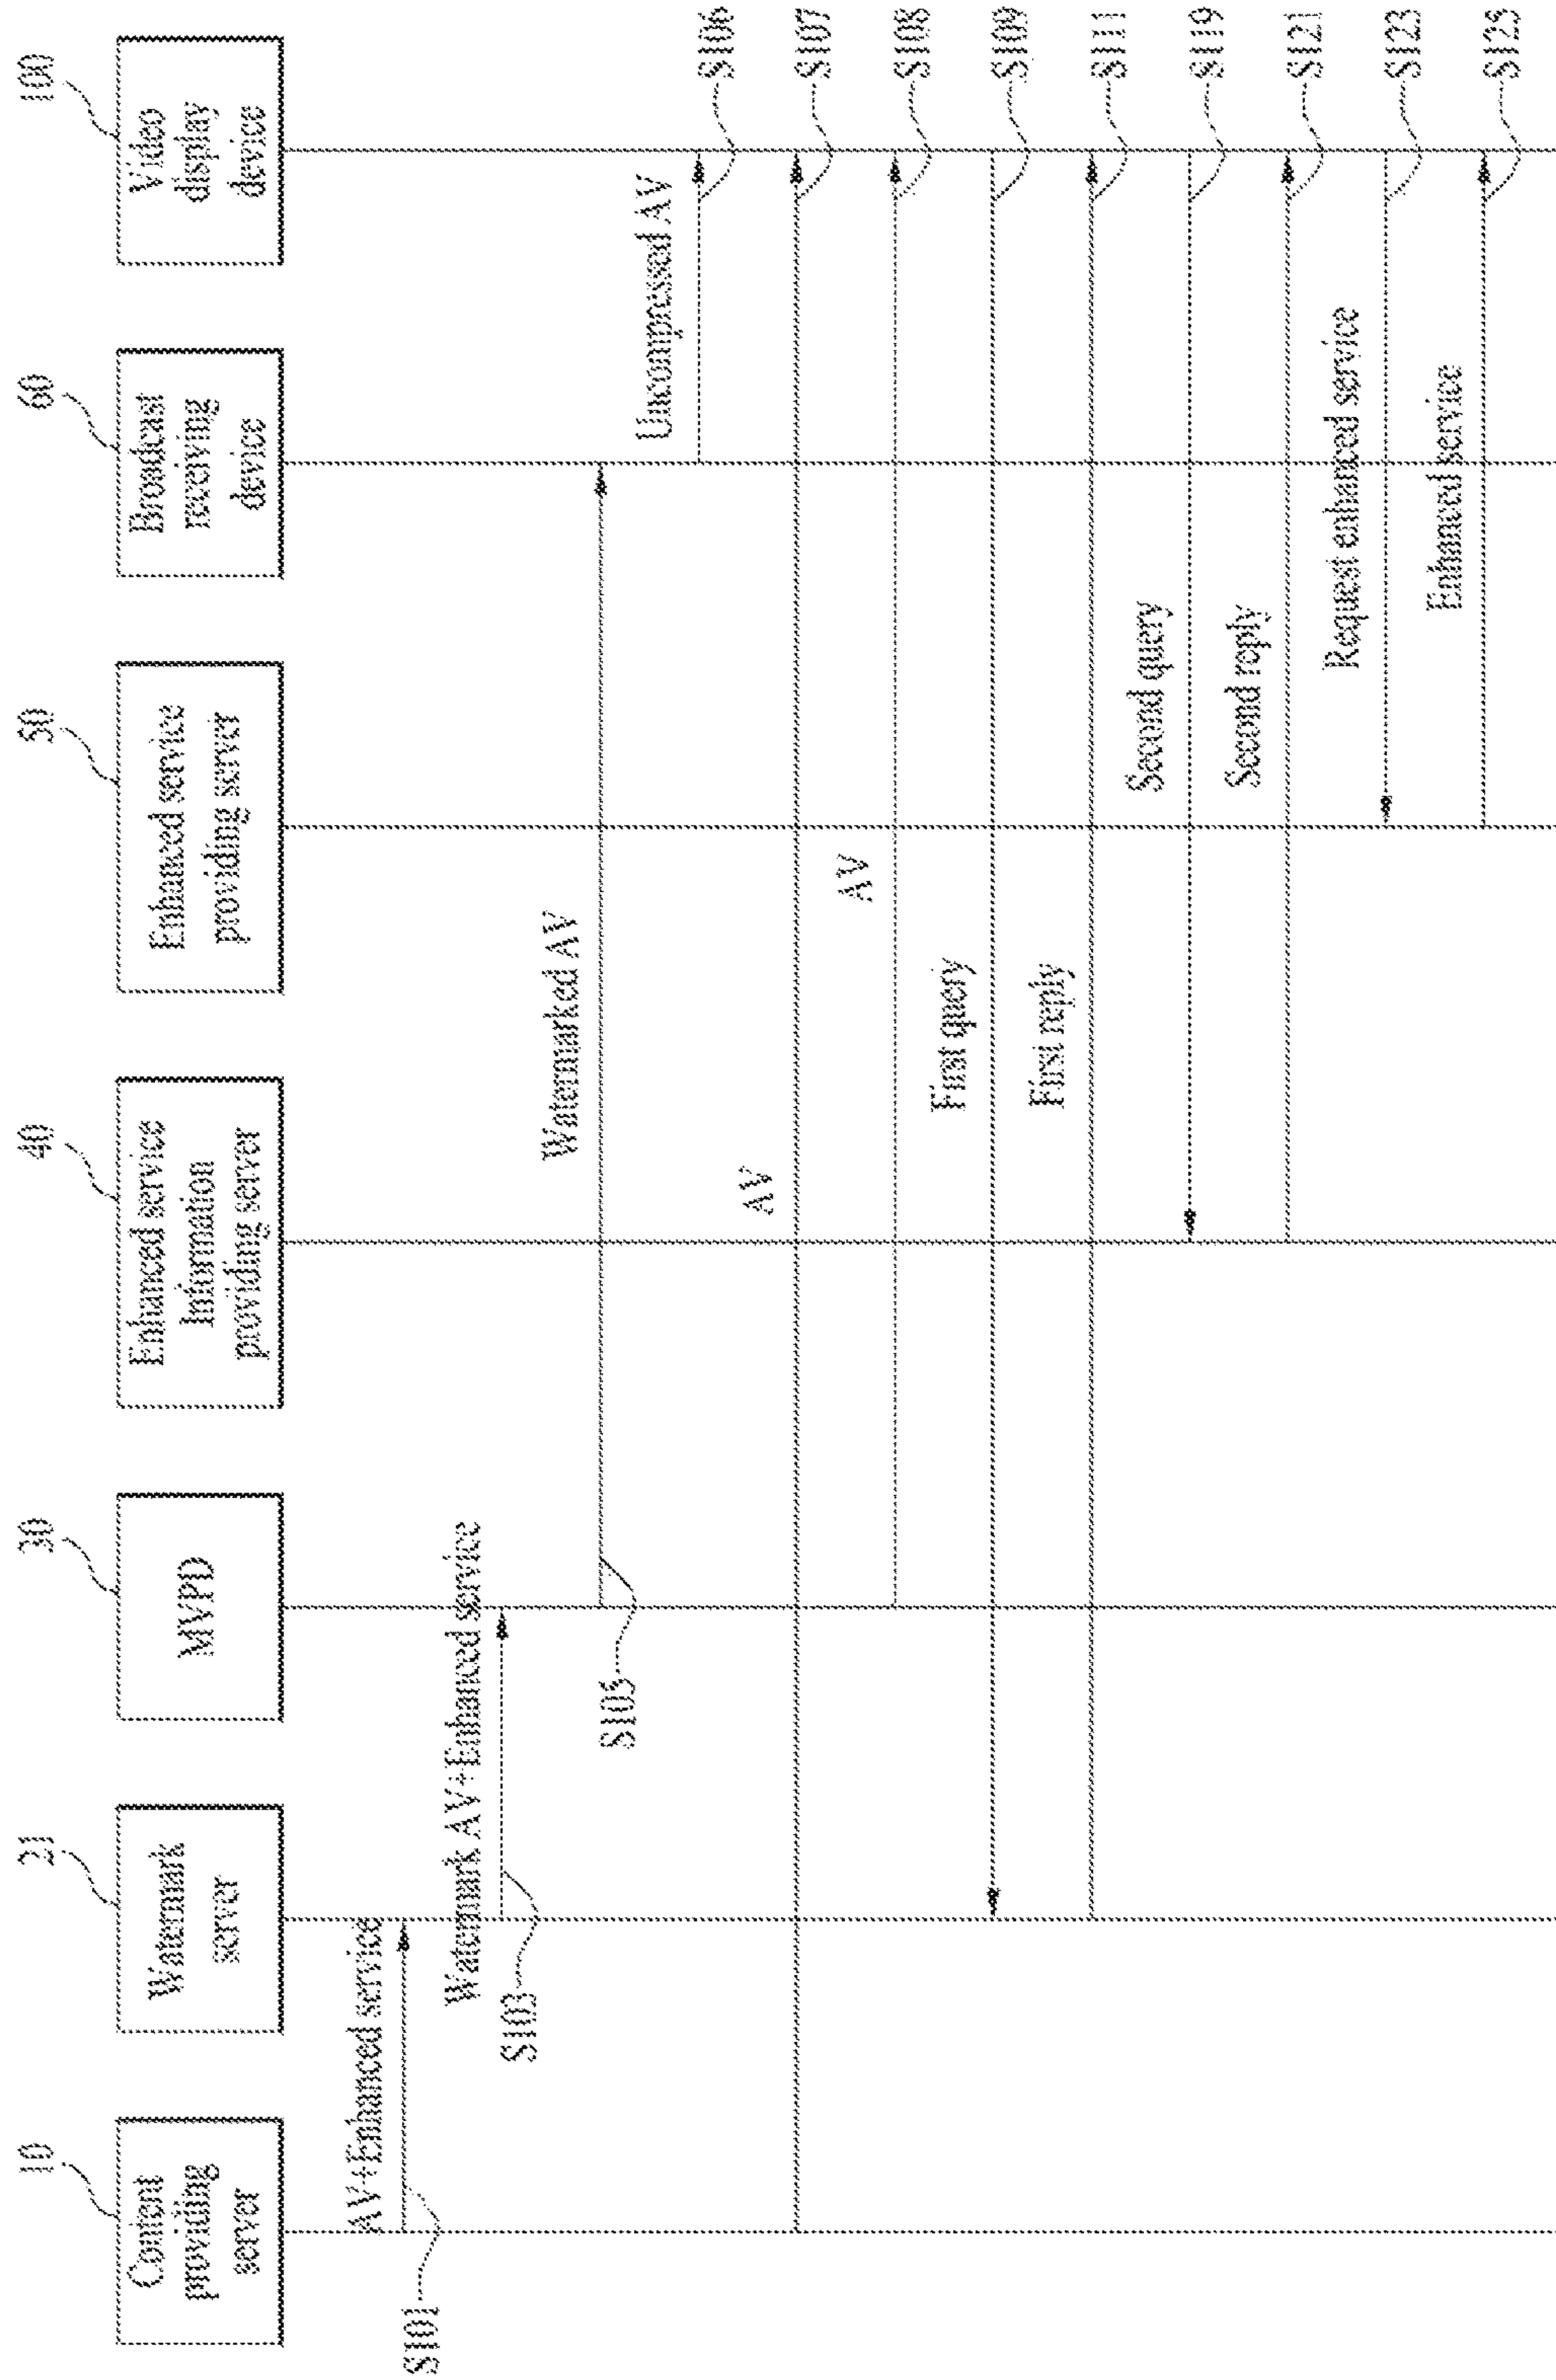 10
21
30
40
50
60
100
Content
providing
server
Watermark
server
MVPD
Enhanced service
Information
providing server
Enhanced service
providing server
Broadcast
receiving
device
Video
display
device
AV+Enhanced service
S101
Watermark AV+Enhanced service
S103
Watermarked AV
S105
Uncompressed AV
S106
AV
S107
AV
S108
First query
S109
First reply
S111
Second query
S119
Second reply
S121
Request enhanced service
S123
Enhanced service
S125